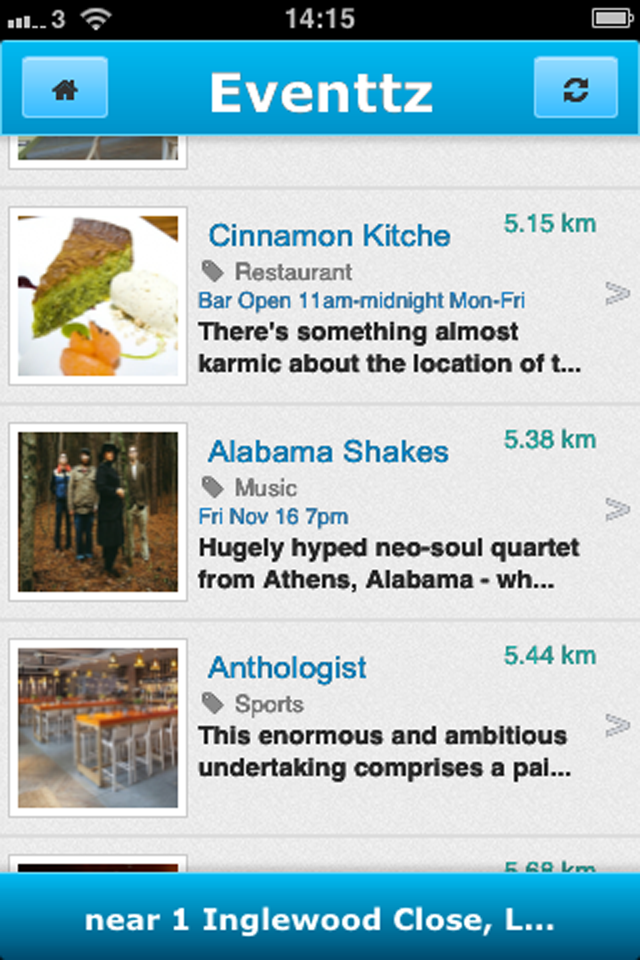 3 14:15
Eventtz
Cinnamon Kitche 5.15 km
Restaurant
Bar Open 11am-midnight Mon-Fri
There's something almost
karmic about the location of t...
>
Alabama Shakes 5.38 km
Music
Fri Nov 16 7pm
Hugely hyped neo-soul quartet
from Athens, Alabama - wh...
>
Anthologist 5.44 km
Sports
This enormous and ambitious
undertaking comprises a pal...
>
5.68 km
near 1 Inglewood Close, L...